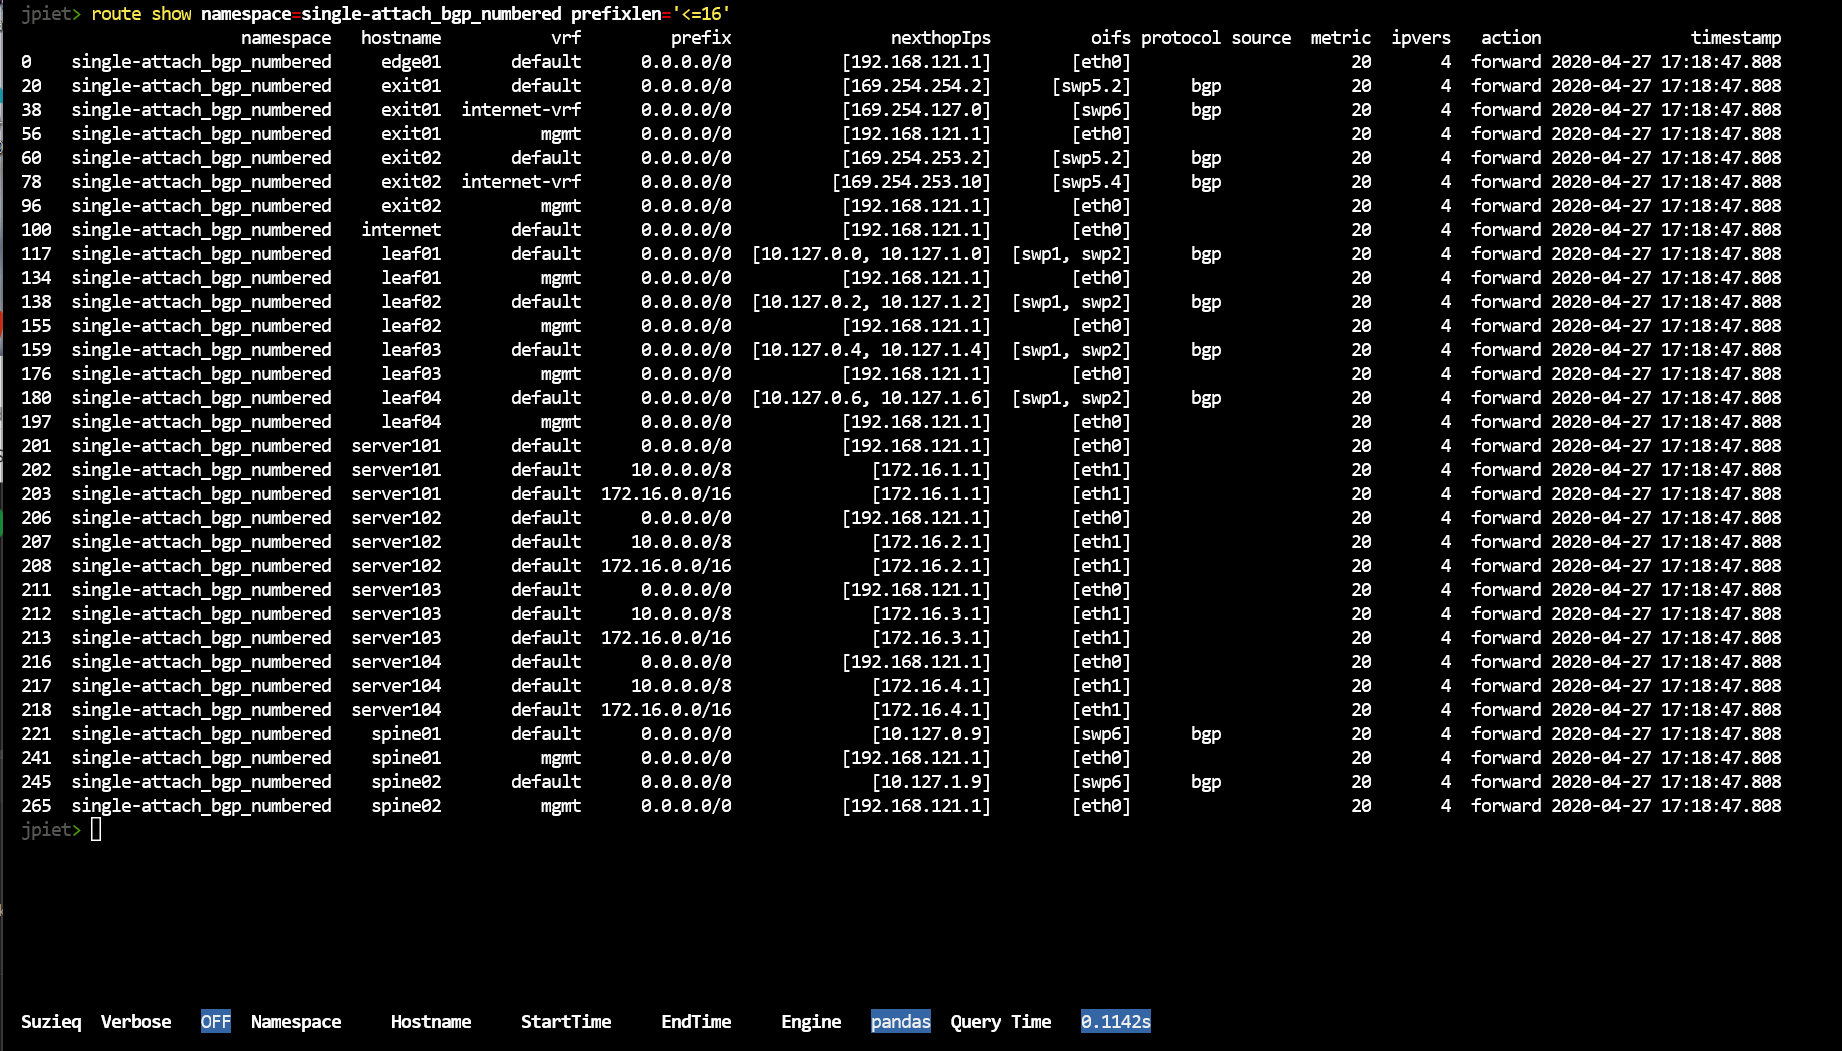 jpiet> route show namespace=single-attach_bgp_numbered prefixlen='<=16'
namespace hostname vrf prefix nexthopIps oifs protocol source metric ipvers action timestamp
0 single-attach_bgp_numbered edge01 default 0.0.0.0/0 [192.168.121.1] [eth0] 20 4 forward 2020-04-27 17:18:47.808
20 single-attach_bgp_numbered exit01 default 0.0.0.0/0 [169.254.254.2] [swp5.2] bgp 20 4 forward 2020-04-27 17:18:47.808
38 single-attach_bgp_numbered exit01 internet-vrf 0.0.0.0/0 [169.254.127.0] [swp6] bgp 20 4 forward 2020-04-27 17:18:47.808
56 single-attach_bgp_numbered exit01 mgmt 0.0.0.0/0 [192.168.121.1] [eth0] 20 4 forward 2020-04-27 17:18:47.808
60 single-attach_bgp_numbered exit02 default 0.0.0.0/0 [169.254.253.2] [swp5.2] bgp 20 4 forward 2020-04-27 17:18:47.808
78 single-attach_bgp_numbered exit02 internet-vrf 0.0.0.0/0 [169.254.253.10] [swp5.4] bgp 20 4 forward 2020-04-27 17:18:47.808
96 single-attach_bgp_numbered exit02 mgmt 0.0.0.0/0 [192.168.121.1] [eth0] 20 4 forward 2020-04-27 17:18:47.808
100 single-attach_bgp_numbered internet default 0.0.0.0/0 [192.168.121.1] [eth0] 20 4 forward 2020-04-27 17:18:47.808
117 single-attach_bgp_numbered leaf01 default 0.0.0.0/0 [10.127.0.0, 10.127.1.0] [swp1, swp2] bgp 20 4 forward 2020-04-27 17:18:47.808
134 single-attach_bgp_numbered leaf01 mgmt 0.0.0.0/0 [192.168.121.1] [eth0] 20 4 forward 2020-04-27 17:18:47.808
138 single-attach_bgp_numbered leaf02 default 0.0.0.0/0 [10.127.0.2, 10.127.1.2] [swp1, swp2] bgp 20 4 forward 2020-04-27 17:18:47.808
155 single-attach_bgp_numbered leaf02 mgmt 0.0.0.0/0 [192.168.121.1] [eth0] 20 4 forward 2020-04-27 17:18:47.808
159 single-attach_bgp_numbered leaf03 default 0.0.0.0/0 [10.127.0.4, 10.127.1.4] [swp1, swp2] bgp 20 4 forward 2020-04-27 17:18:47.808
176 single-attach_bgp_numbered leaf03 mgmt 0.0.0.0/0 [192.168.121.1] [eth0] 20 4 forward 2020-04-27 17:18:47.808
180 single-attach_bgp_numbered leaf04 default 0.0.0.0/0 [10.127.0.6, 10.127.1.6] [swp1, swp2] bgp 20 4 forward 2020-04-27 17:18:47.808
197 single-attach_bgp_numbered leaf04 mgmt 0.0.0.0/0 [192.168.121.1] [eth0] 20 4 forward 2020-04-27 17:18:47.808
201 single-attach_bgp_numbered server101 default 0.0.0.0/0 [192.168.121.1] [eth0] 20 4 forward 2020-04-27 17:18:47.808
202 single-attach_bgp_numbered server101 default 10.0.0.0/8 [172.16.1.1] [eth1] 20 4 forward 2020-04-27 17:18:47.808
203 single-attach_bgp_numbered server101 default 172.16.0.0/16 [172.16.1.1] [eth1] 20 4 forward 2020-04-27 17:18:47.808
206 single-attach_bgp_numbered server102 default 0.0.0.0/0 [192.168.121.1] [eth0] 20 4 forward 2020-04-27 17:18:47.808
207 single-attach_bgp_numbered server102 default 10.0.0.0/8 [172.16.2.1] [eth1] 20 4 forward 2020-04-27 17:18:47.808
208 single-attach_bgp_numbered server102 default 172.16.0.0/16 [172.16.2.1] [eth1] 20 4 forward 2020-04-27 17:18:47.808
211 single-attach_bgp_numbered server103 default 0.0.0.0/0 [192.168.121.1] [eth0] 20 4 forward 2020-04-27 17:18:47.808
212 single-attach_bgp_numbered server103 default 10.0.0.0/8 [172.16.3.1] [eth1] 20 4 forward 2020-04-27 17:18:47.808
213 single-attach_bgp_numbered server103 default 172.16.0.0/16 [172.16.3.1] [eth1] 20 4 forward 2020-04-27 17:18:47.808
216 single-attach_bgp_numbered server104 default 0.0.0.0/0 [192.168.121.1] [eth0] 20 4 forward 2020-04-27 17:18:47.808
217 single-attach_bgp_numbered server104 default 10.0.0.0/8 [172.16.4.1] [eth1] 20 4 forward 2020-04-27 17:18:47.808
218 single-attach_bgp_numbered server104 default 172.16.0.0/16 [172.16.4.1] [eth1] 20 4 forward 2020-04-27 17:18:47.808
221 single-attach_bgp_numbered spine01 default 0.0.0.0/0 [10.127.0.9] [swp6] bgp 20 4 forward 2020-04-27 17:18:47.808
241 single-attach_bgp_numbered spine01 mgmt 0.0.0.0/0 [192.168.121.1] [eth0] 20 4 forward 2020-04-27 17:18:47.808
245 single-attach_bgp_numbered spine02 default 0.0.0.0/0 [10.127.1.9] [swp6] bgp 20 4 forward 2020-04-27 17:18:47.808
265 single-attach_bgp_numbered spine02 mgmt 0.0.0.0/0 [192.168.121.1] [eth0] 20 4 forward 2020-04-27 17:18:47.808
jpiet>
Suzieq Verbose OFF Namespace Hostname StartTime EndTime Engine pandas Query Time 0.1142s